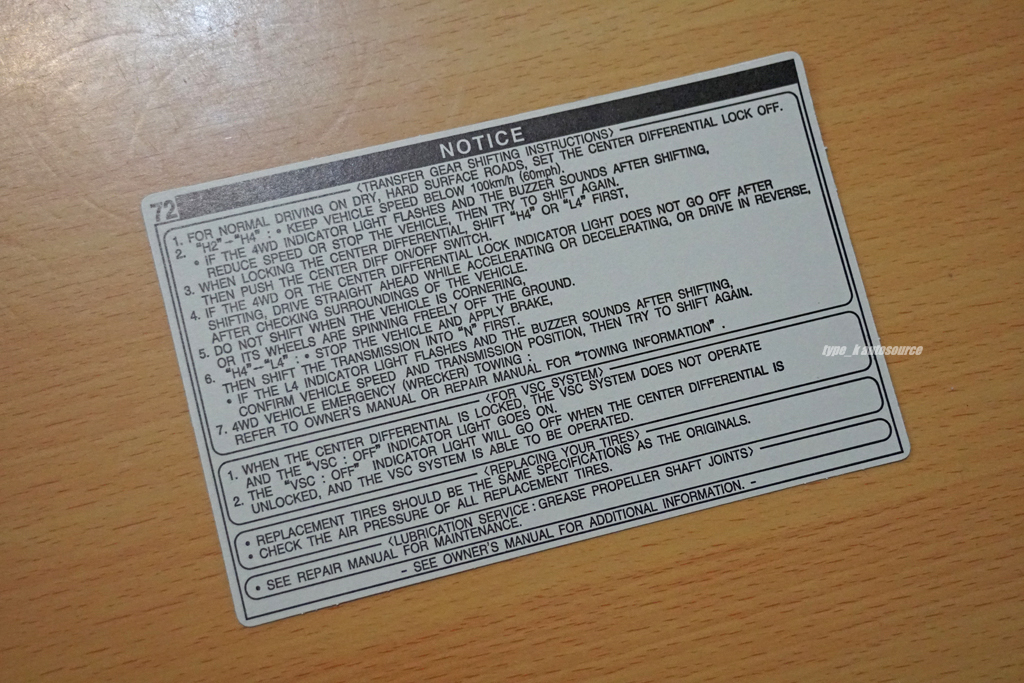 NOTICE
72
〈TRANSFER GEAR SHIFTING INSTRUCTIONS〉
1. FOR NORMAL DRIVING ON DRY, HARD SURFACE ROADS, SET THE CENTER DIFFERENTIAL LOCK OFF.
2. "H2"–"H4" : • KEEP VEHICLE SPEED BELOW 100km/h (60mph).
• IF THE 4WD INDICATOR LIGHT FLASHES AND THE BUZZER SOUNDS AFTER SHIFTING,
REDUCE SPEED OR STOP THE VEHICLE, THEN TRY TO SHIFT AGAIN.
3. WHEN LOCKING THE CENTER DIFFERENTIAL, SHIFT "H4" OR "L4" FIRST,
THEN PUSH THE CENTER DIFF ON/OFF SWITCH.
4. IF THE 4WD OR THE CENTER DIFFERENTIAL LOCK INDICATOR LIGHT DOES NOT GO OFF AFTER
SHIFTING, DRIVE STRAIGHT AHEAD WHILE ACCELERATING OR DECELERATING, OR DRIVE IN REVERSE,
AFTER CHECKING SURROUNDINGS OF THE VEHICLE.
5. DO NOT SHIFT WHEN THE VEHICLE IS CORNERING,
OR ITS WHEELS ARE SPINNING FREELY OFF THE GROUND.
6. "H4"–"L4" : • STOP THE VEHICLE AND APPLY BRAKE,
THEN SHIFT THE TRANSMISSION INTO "N" FIRST.
• IF THE L4 INDICATOR LIGHT FLASHES AND THE BUZZER SOUNDS AFTER SHIFTING,
CONFIRM VEHICLE SPEED AND TRANSMISSION POSITION, THEN TRY TO SHIFT AGAIN.
7. 4WD VEHICLE EMERGENCY (WRECKER) TOWING :
REFER TO OWNER'S MANUAL OR REPAIR MANUAL FOR "TOWING INFORMATION" .
〈FOR VSC SYSTEM〉
1. WHEN THE CENTER DIFFERENTIAL IS LOCKED, THE VSC SYSTEM DOES NOT OPERATE
AND THE "VSC : OFF" INDICATOR LIGHT GOES ON.
2. THE "VSC : OFF" INDICATOR LIGHT WILL GO OFF WHEN THE CENTER DIFFERENTIAL IS
UNLOCKED, AND THE VSC SYSTEM IS ABLE TO BE OPERATED.
〈REPLACING YOUR TIRES〉
• REPLACEMENT TIRES SHOULD BE THE SAME SPECIFICATIONS AS THE ORIGINALS.
• CHECK THE AIR PRESSURE OF ALL REPLACEMENT TIRES.
〈LUBRICATION SERVICE : GREASE PROPELLER SHAFT JOINTS〉
• SEE REPAIR MANUAL FOR MAINTENANCE.
- SEE OWNER'S MANUAL FOR ADDITIONAL INFORMATION. -
type_k autosource